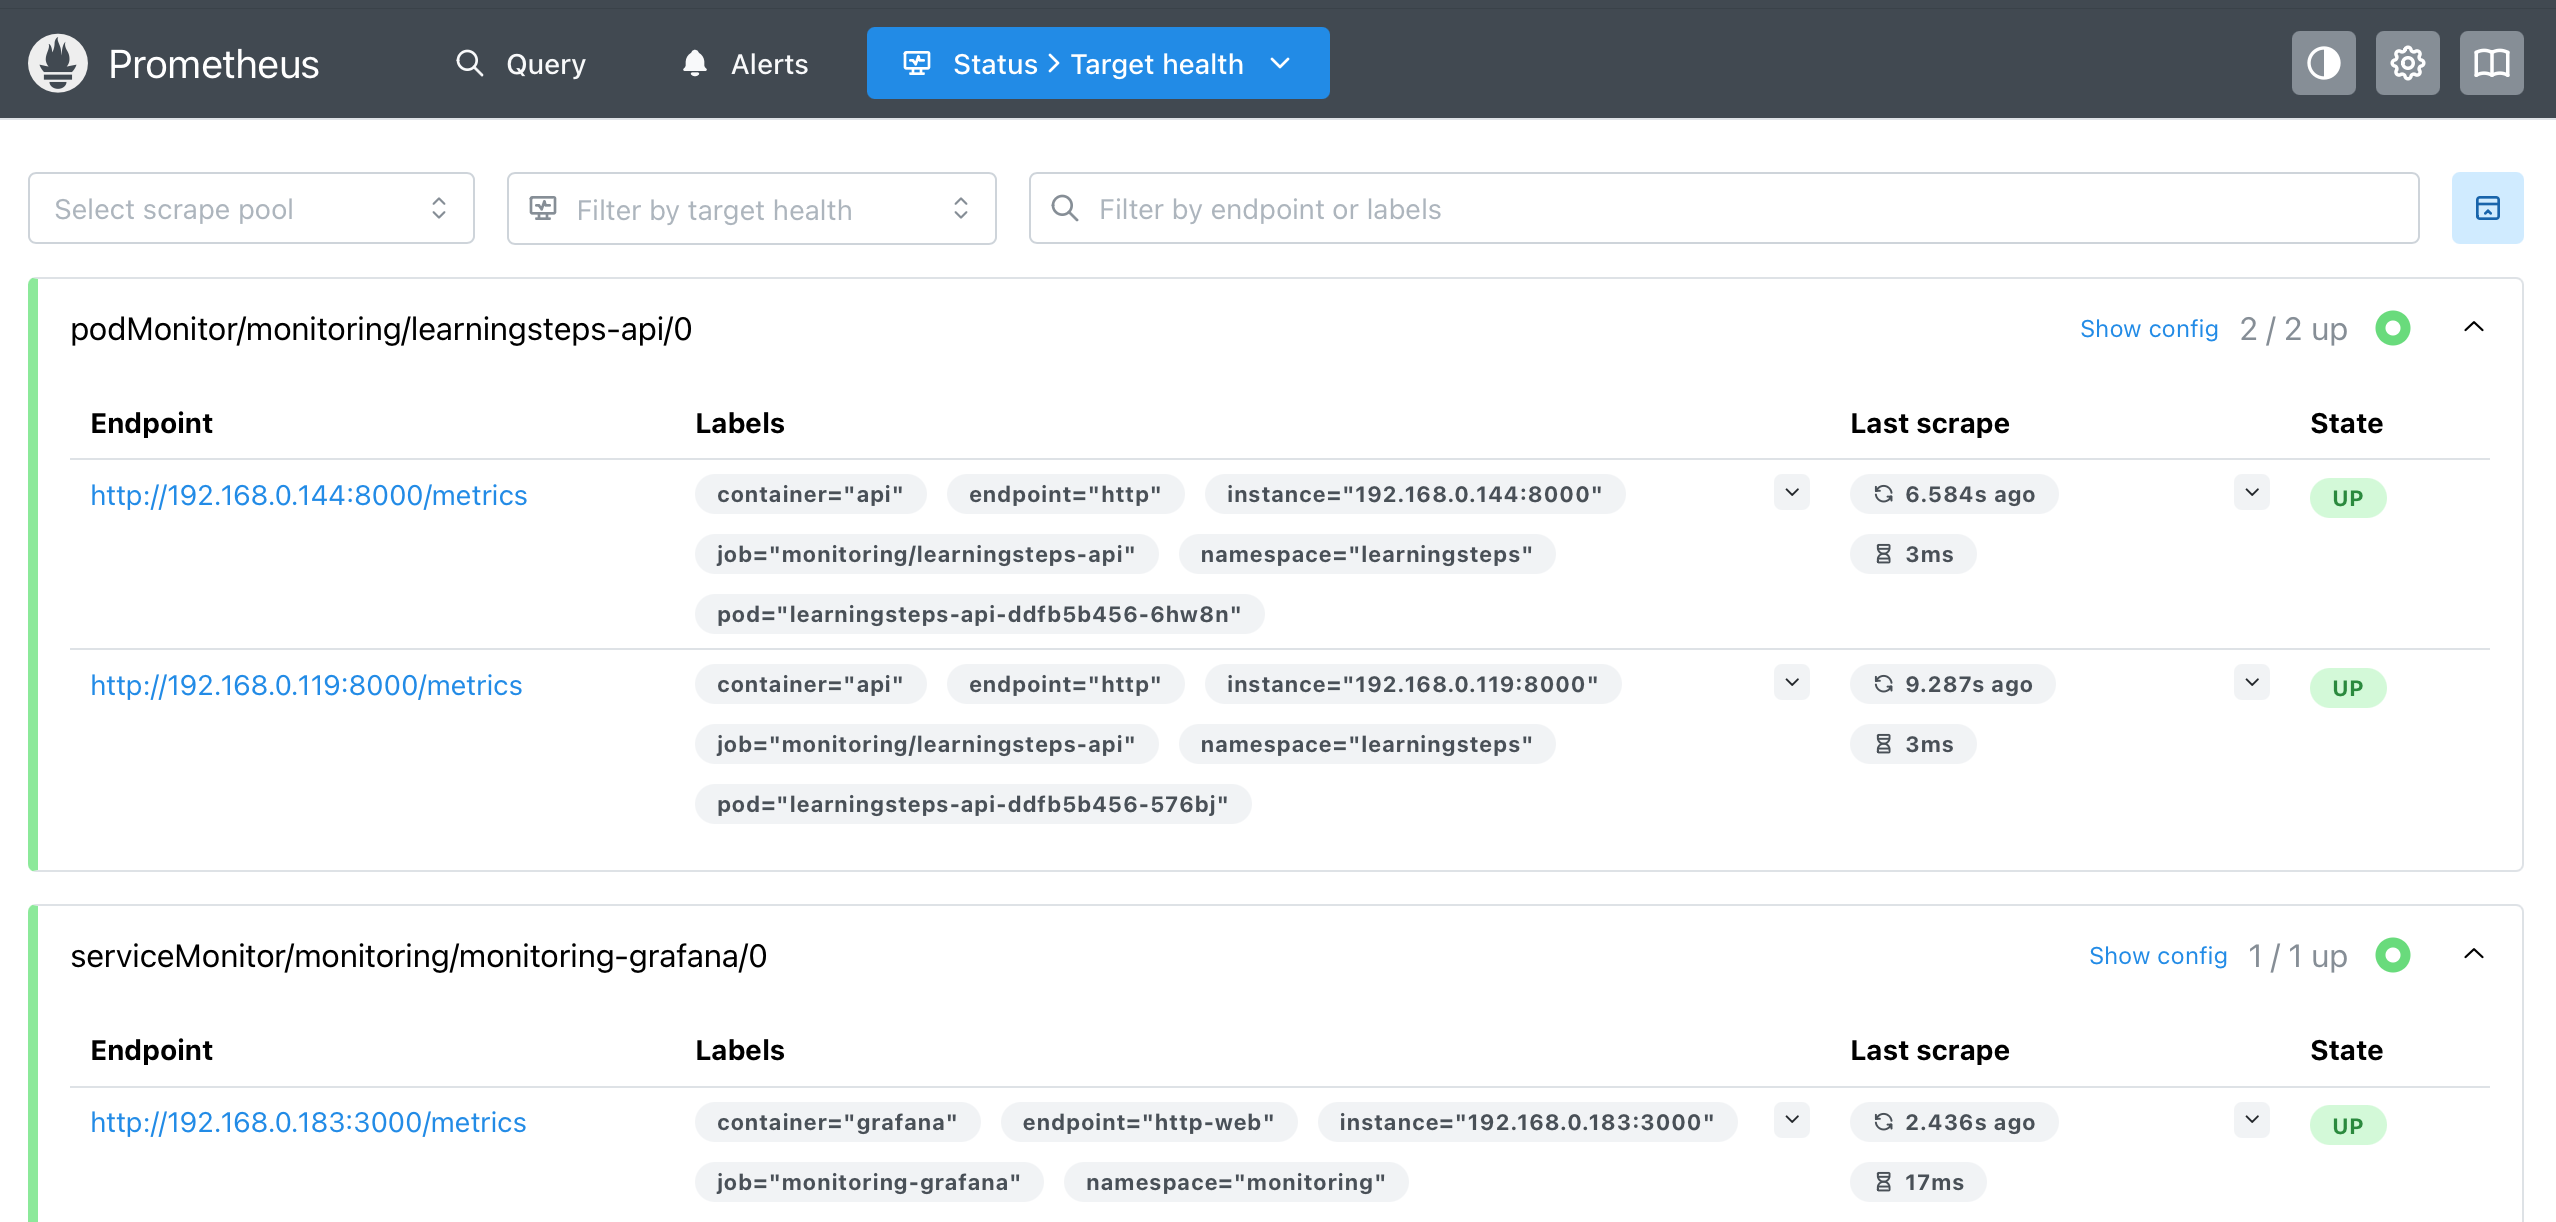 Prometheus Query Alerts Status > Target health
Select scrape pool Filter by target health Filter by endpoint or labels
podMonitor/monitoring/learningsteps-api/0 Show config 2 / 2 up
Endpoint Labels Last scrape State
http://192.168.0.144:8000/metrics container="api" endpoint="http" instance="192.168.0.144:8000" 6.584s ago UP
job="monitoring/learningsteps-api" namespace="learningsteps" 3ms
pod="learningsteps-api-ddfb5b456-6hw8n"
http://192.168.0.119:8000/metrics container="api" endpoint="http" instance="192.168.0.119:8000" 9.287s ago UP
job="monitoring/learningsteps-api" namespace="learningsteps" 3ms
pod="learningsteps-api-ddfb5b456-576bj"
serviceMonitor/monitoring/monitoring-grafana/0 Show config 1 / 1 up
Endpoint Labels Last scrape State
http://192.168.0.183:3000/metrics container="grafana" endpoint="http-web" instance="192.168.0.183:3000" 2.436s ago UP
job="monitoring-grafana" namespace="monitoring" 17ms